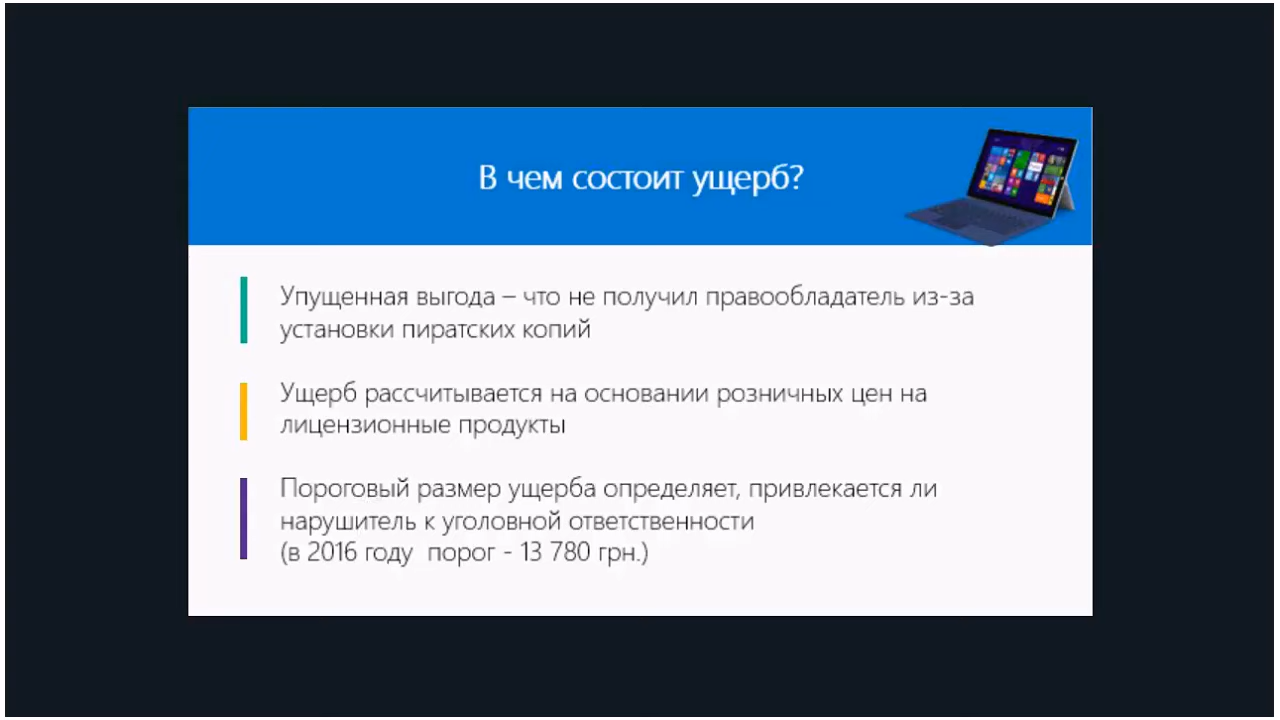 В чем состоит ущерб?
Упущенная выгода – что не получил правообладатель из-за
установки пиратских копий
Ущерб рассчитывается на основании розничных цен на
лицензионные продукты
Пороговый размер ущерба определяет, привлекается ли
нарушитель к уголовной ответственности
(в 2016 году  порог - 13 780 грн.)